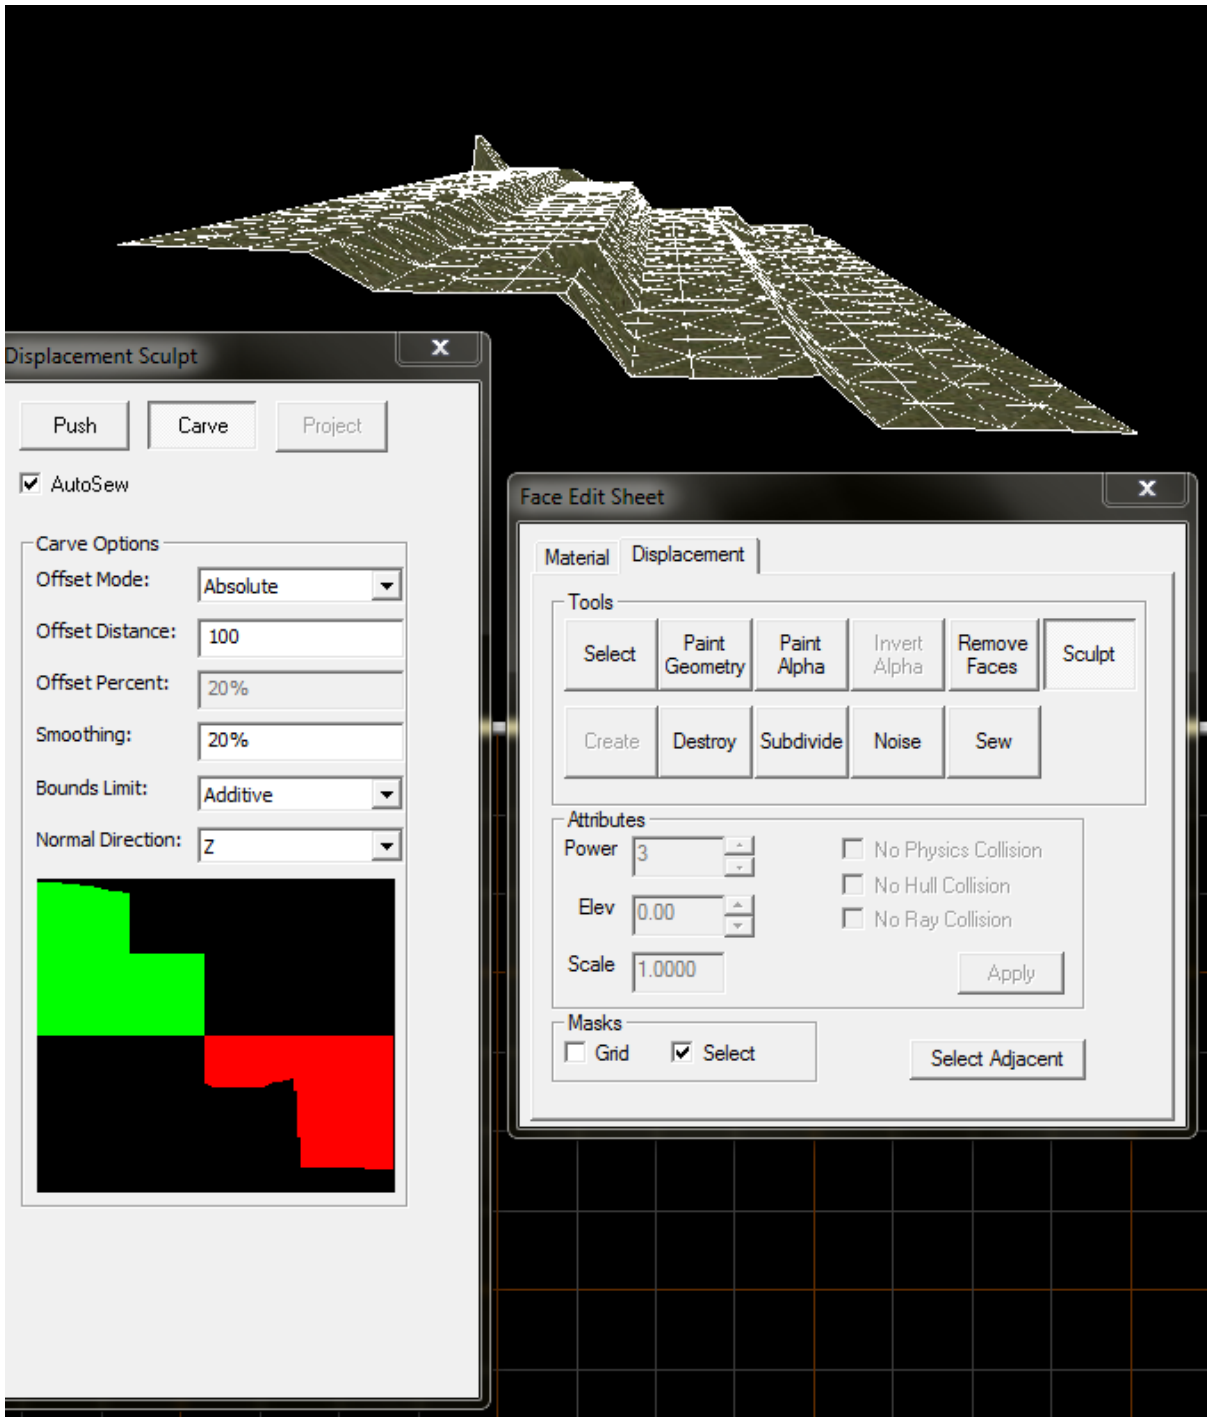 Displacement Sculpt
X
Push
Carve
Project
AutoSew
Carve Options
Offset Mode:
Absolute
Offset Distance:
100
Offset Percent:
20%
Smoothing:
20%
Bounds Limit:
Additive
Normal Direction:
Z
Face Edit Sheet
X
Material
Displacement
Tools
Select
Paint
Geometry
Paint
Alpha
Invert
Alpha
Remove
Faces
Sculpt
Create
Destroy
Subdivide
Noise
Sew
Attributes
Power
3
No Physics Collision
No Hull Collision
Elev
0.00
No Ray Collision
Scale
1.0000
Apply
Masks
Grid
Select
Select Adjacent